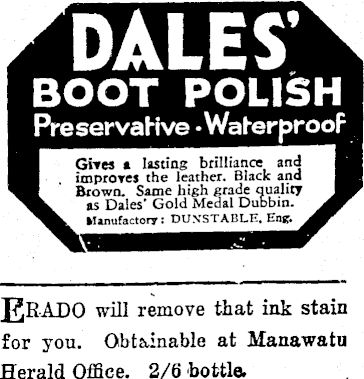 DALES'
BOOT POLISH
Preservative · Waterproof
Gives a lasting brilliance and
improves the leather. Black and
Brown. Same high grade quality
as Dales' Gold Medal Dubbin.
Manufactory: DUNSTABLE, Eng.
ERADO will remove that ink stain
for you. Obtainable at Manawatu
Herald Office. 2/6 bottle.